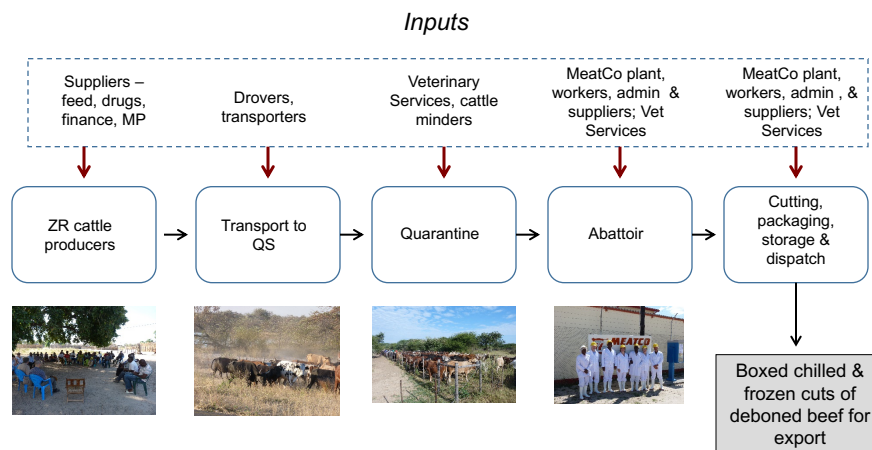 Inputs
Suppliers –
feed, drugs,
finance, MP
Drovers,
transporters
Veterinary
Services, cattle
minders
MeatCo plant,
workers, admin &
suppliers; Vet
Services
MeatCo plant,
workers, admin , &
suppliers; Vet
Services
ZR cattle
producers
Transport to
QS
Quarantine
Abattoir
Cutting,
packaging,
storage &
dispatch
MEATCO
Boxed chilled &
frozen cuts of
deboned beef for
export